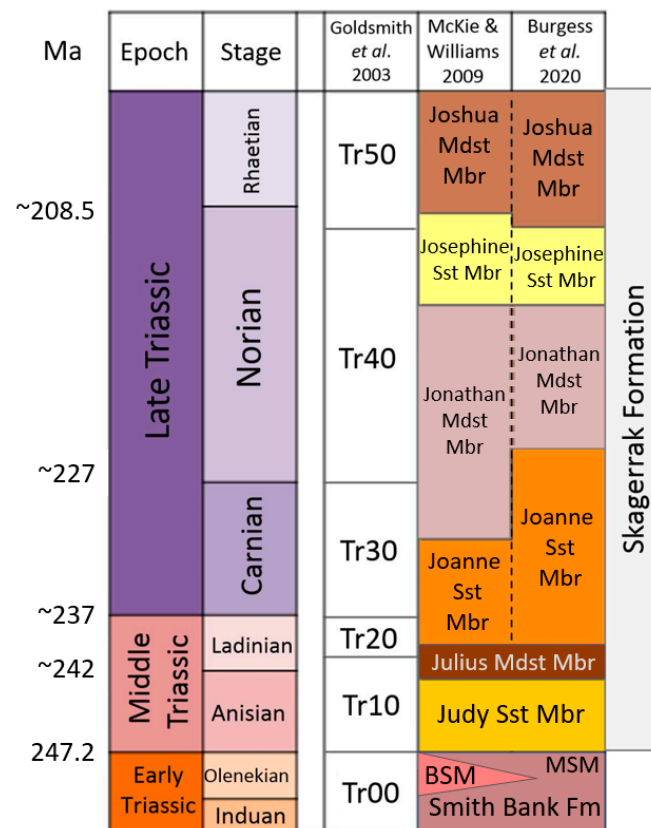 Ma
Epoch
Stage
Goldsmith
et al.
2003
McKie &
Williams
2009
Burgess
et al.
2020
~208.5
~227
~237
~242
247.2
Late Triassic
Middle
Triassic
Early
Triassic
Rhaetian
Norian
Carnian
Ladinian
Anisian
Olenekian
Induan
Tr50
Tr40
Tr30
Tr20
Tr10
Tr00
Joshua
Mdst
Mbr
Josephine
Sst Mbr
Jonathan
Mdst
Mbr
Joanne
Sst
Mbr
Joshua
Mdst
Mbr
Josephine
Sst Mbr
Jonathan
Mdst
Mbr
Joanne
Sst
Mbr
Julius Mdst Mbr
Judy Sst Mbr
BSM
MSM
Smith Bank Fm
Skagerrak Formation